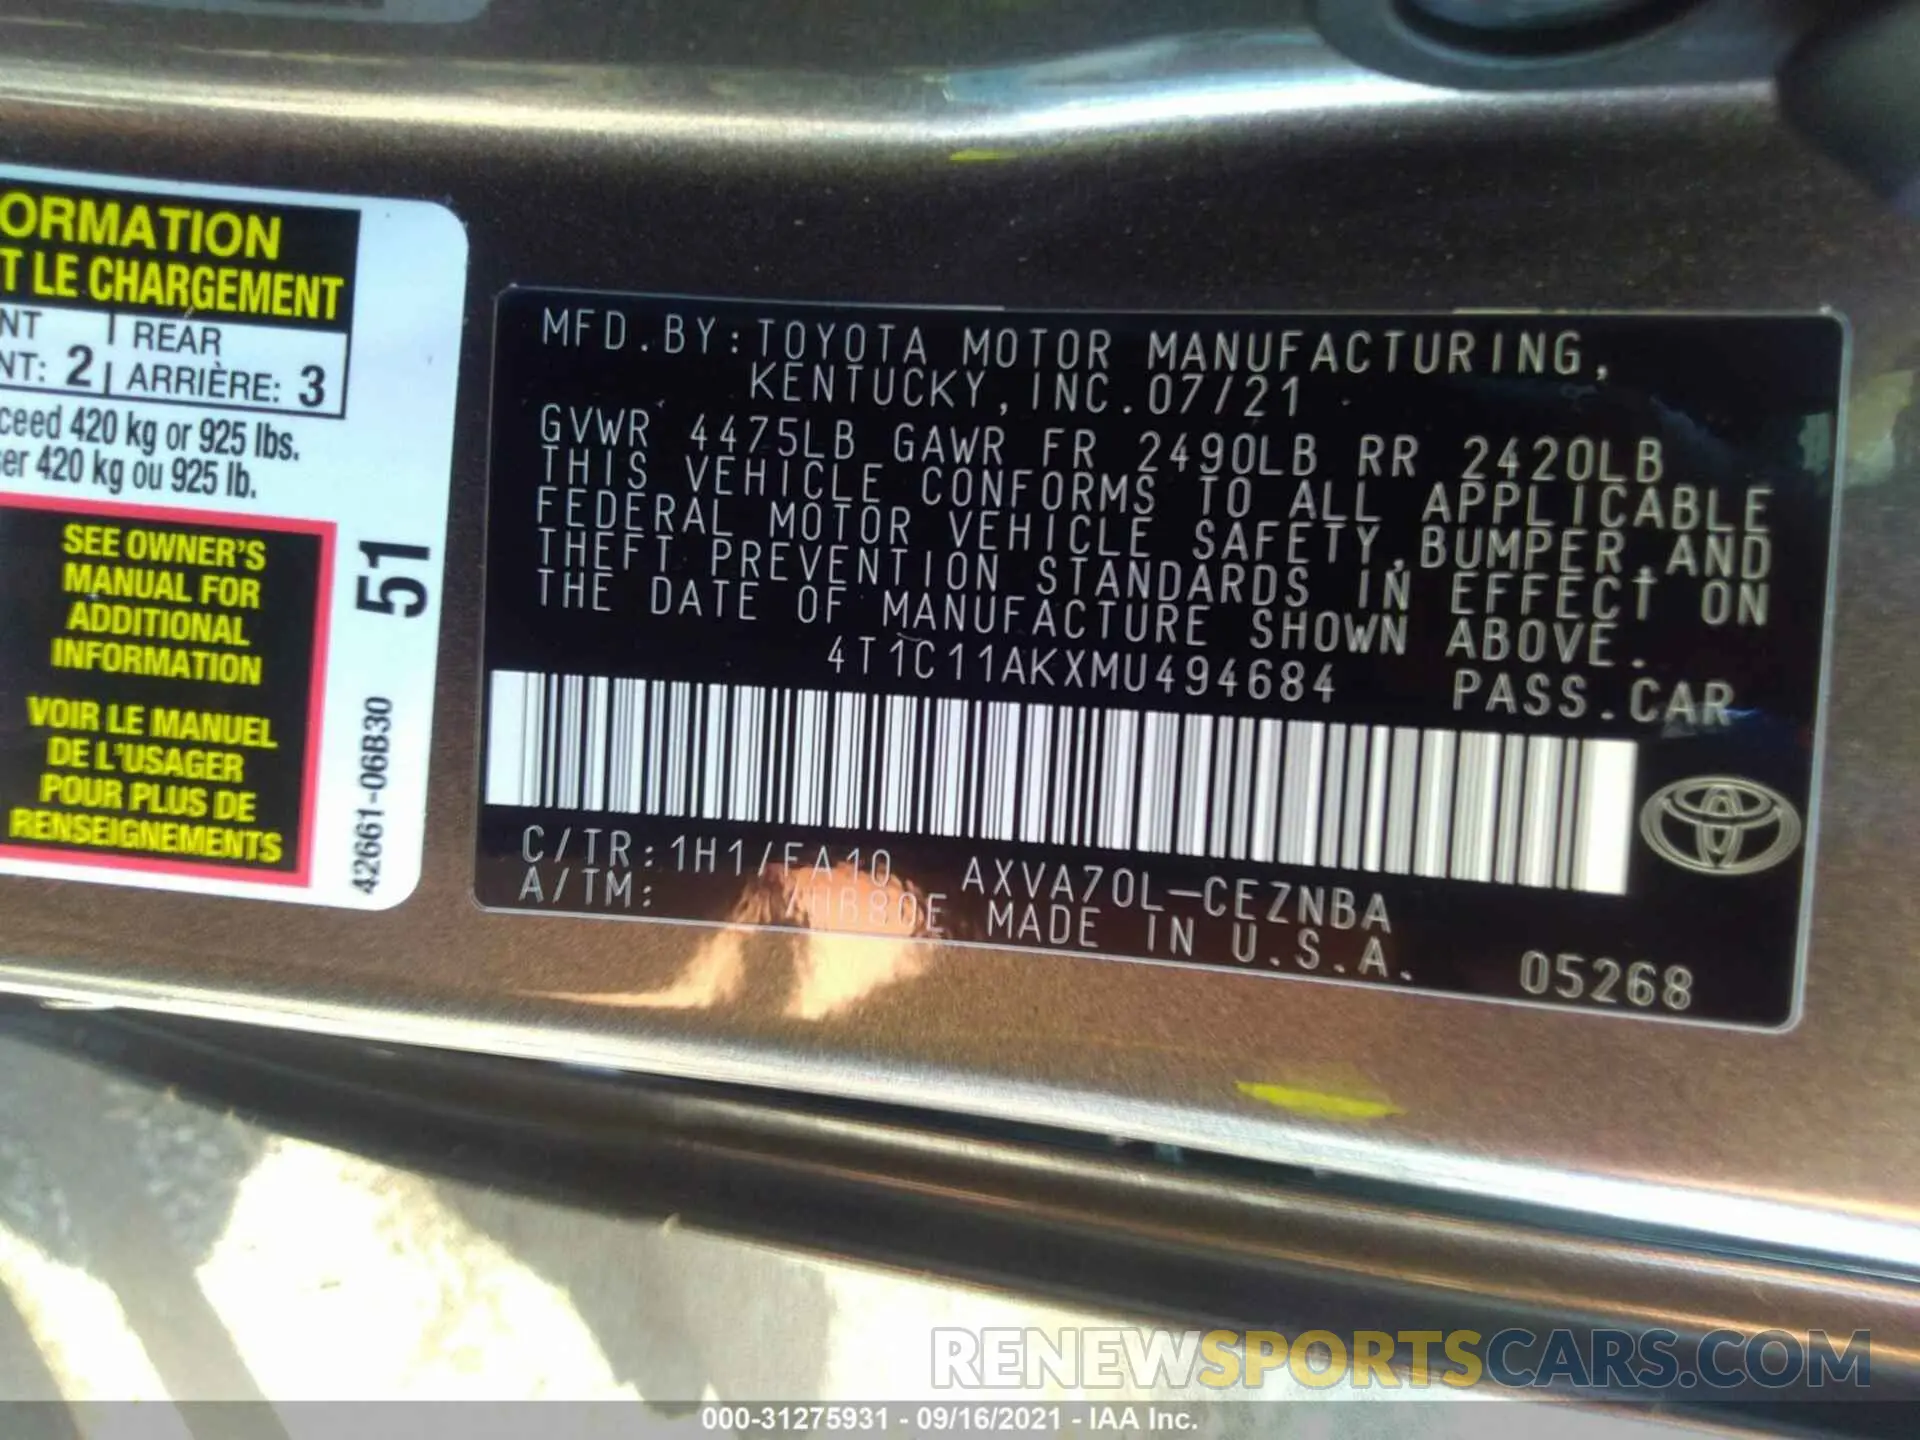 ORMATION
T LE CHARGEMENT
NT REAR
NT: 2 ARRIÈRE: 3
ceed 420 kg or 925 lbs.
er 420 kg ou 925 lb.
SEE OWNER'S
MANUAL FOR
ADDITIONAL
INFORMATION
VOIR LE MANUEL
DE L'USAGER
POUR PLUS DE
RENSEIGNEMENTS
51
42661-06B30
MFD.BY:TOYOTA MOTOR MANUFACTURING,
KENTUCKY,INC.07/21
GVWR 4475LB GAWR FR 2490LB RR 2420LB
THIS VEHICLE CONFORMS TO ALL APPLICABLE
FEDERAL MOTOR VEHICLE SAFETY,BUMPER,AND
THEFT PREVENTION STANDARDS IN EFFECT ON
THE DATE OF MANUFACTURE SHOWN ABOVE.
4T1C11AKXMU494684 PASS.CAR
C/TR:1H1/FA10 AXVA70L-CEZNBA
A/TM: /UB80E MADE IN U.S.A.
05268
RENEWSPORTSCARS.COM
000-31275931 - 09/16/2021 - IAA Inc.